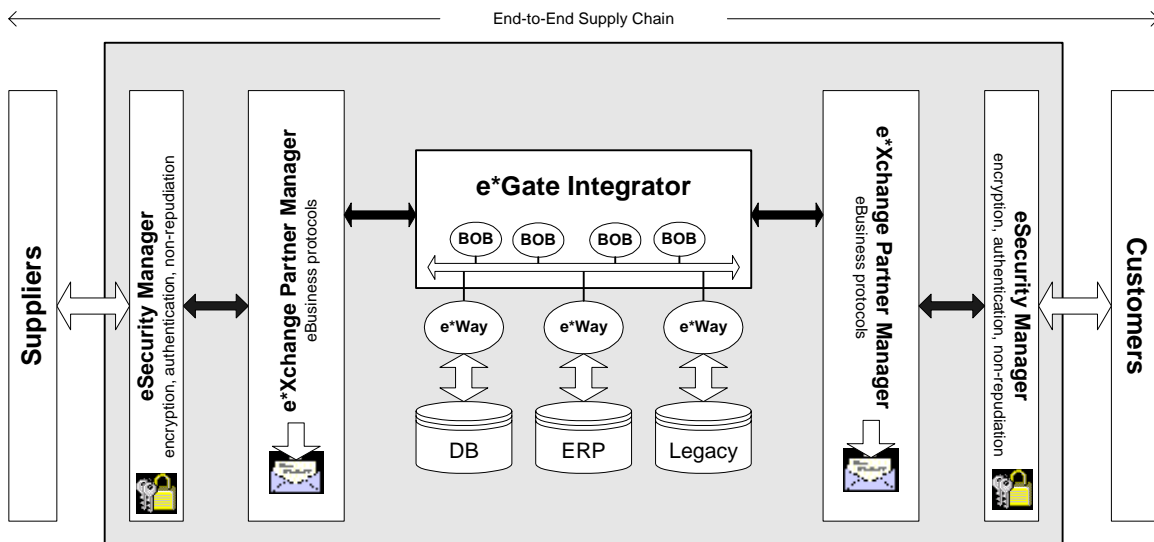 End-to-End Supply Chain
Suppliers
eSecurity Manager
encryption, authentication, non-repudiation
e*Xchange Partner Manager
eBusiness protocols
e*Gate Integrator
BOB
BOB
BOB
BOB
e*Way
e*Way
e*Way
DB
ERP
Legacy
e*Xchange Partner Manager
eBusiness protocols
eSecurity Manager
encryption, authentication, non-repudiation
Customers